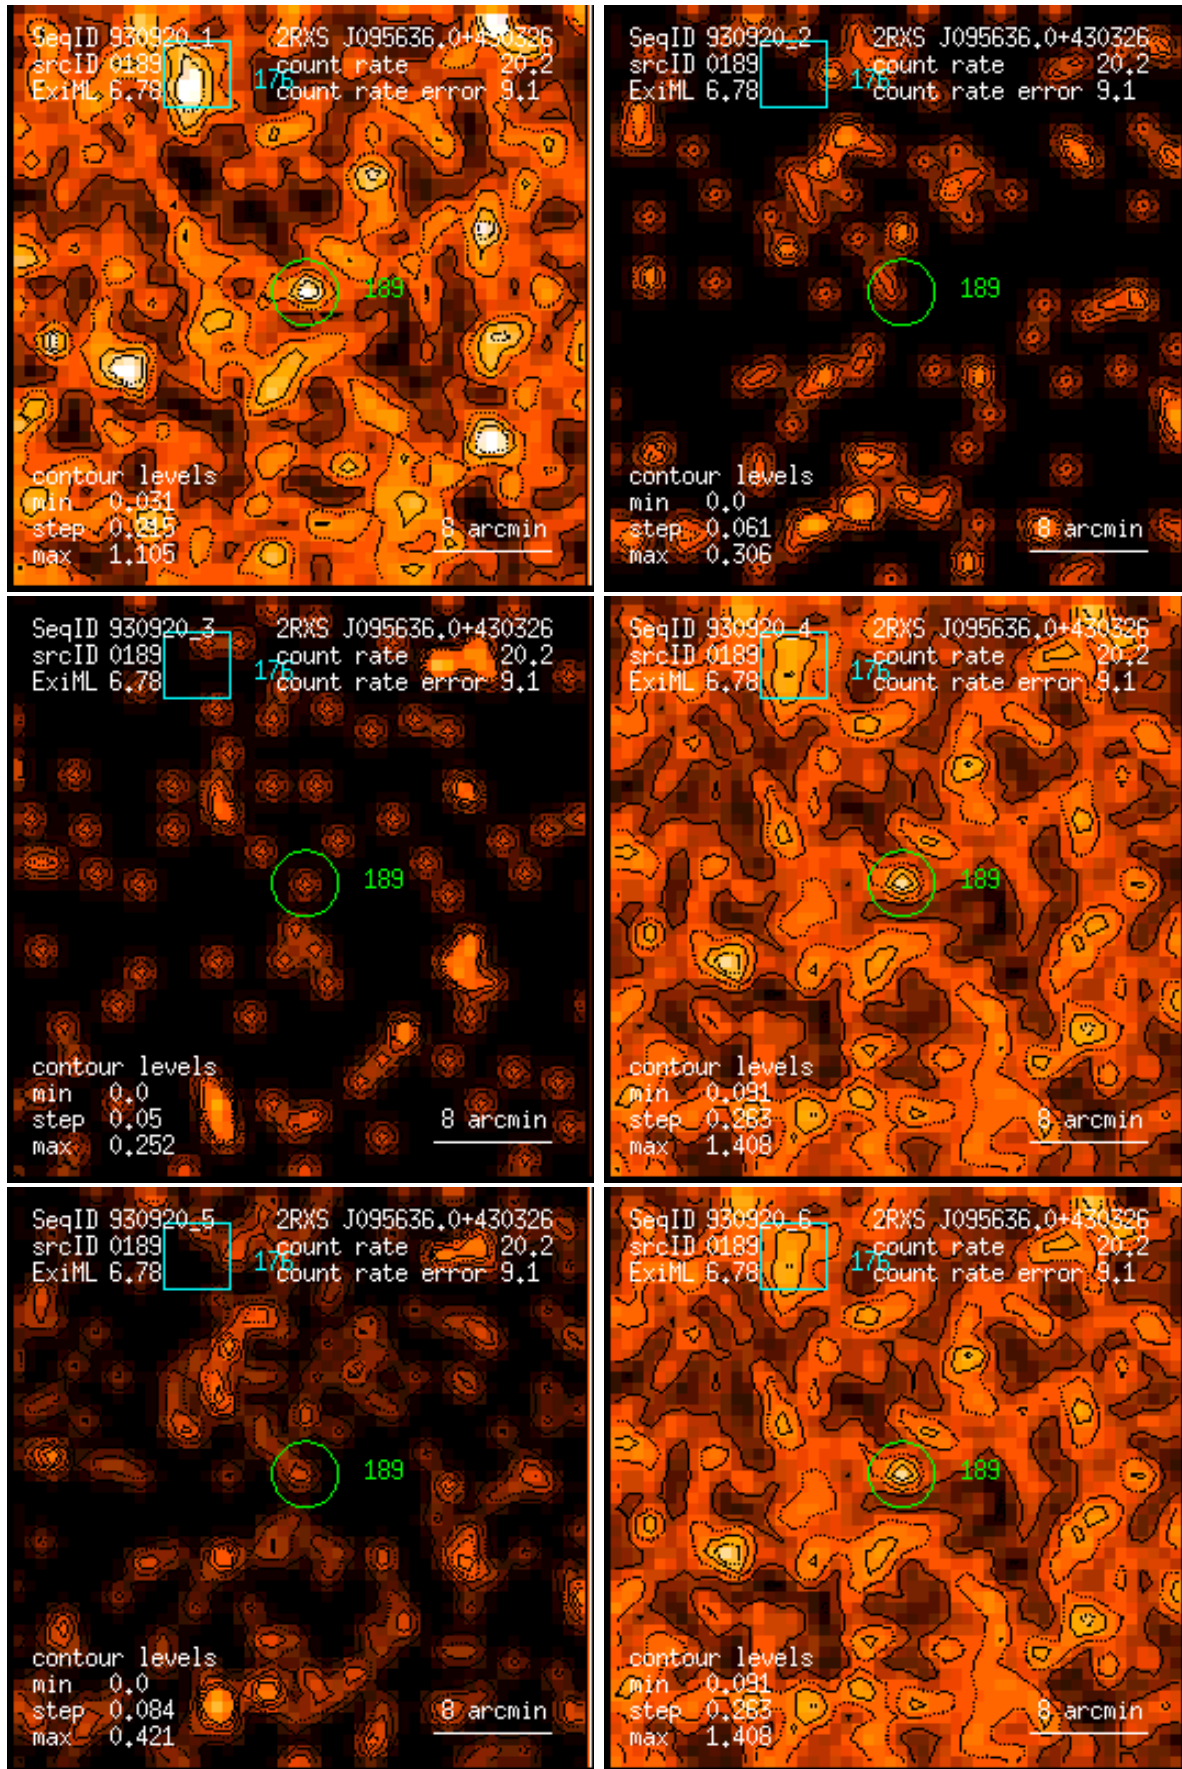 SeqID 930920_1 2RXS J095636.0+430326
srcID 0189 count rate 20.2
176
ExiML 6.78 count rate error 9.1
189
contour levels
min 0.031
step 0.215
max 1.105
8 arcmin
SeqID 930920_2 2RXS J095636.0+430326
srcID 0189 count rate 20.2
176
ExiML 6.78 count rate error 9.1
189
contour levels
min 0.0
step 0.061
max 0.306
8 arcmin
SeqID 930920_3 2RXS J095636.0+430326
srcID 0189 count rate 20.2
176
ExiML 6.78 count rate error 9.1
189
contour levels
min 0.0
step 0.05
max 0.252
8 arcmin
SeqID 930920_4 2RXS J095636.0+430326
srcID 0189 count rate 20.2
176
ExiML 6.78 count rate error 9.1
189
contour levels
min 0.091
step 0.263
max 1.408
8 arcmin
SeqID 930920_5 2RXS J095636.0+430326
srcID 0189 count rate 20.2
176
ExiML 6.78 count rate error 9.1
189
contour levels
min 0.0
step 0.084
max 0.421
8 arcmin
SeqID 930920_6 2RXS J095636.0+430326
srcID 0189 count rate 20.2
176
ExiML 6.78 count rate error 9.1
189
contour levels
min 0.091
step 0.263
max 1.408
8 arcmin